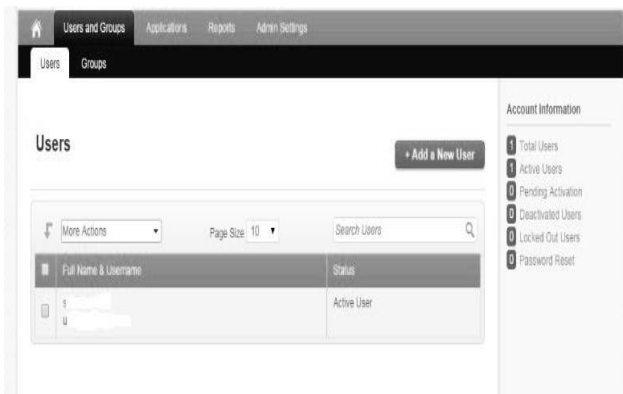 Users and Groups Applications Reports Admin Settings
Users Groups
Users
+ Add a New User
More Actions Page Size 10 Search Users
Full Name & Username Status
s Active User
u
Account Information
1 Total Users
1 Active Users
0 Pending Activation
0 Deactivated Users
0 Locked Out Users
0 Password Reset